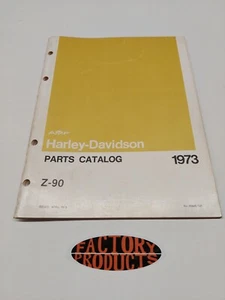 AMF
Harley-Davidson
PARTS CATALOG 1973
Z-90
FACTORY
PRODUCTS